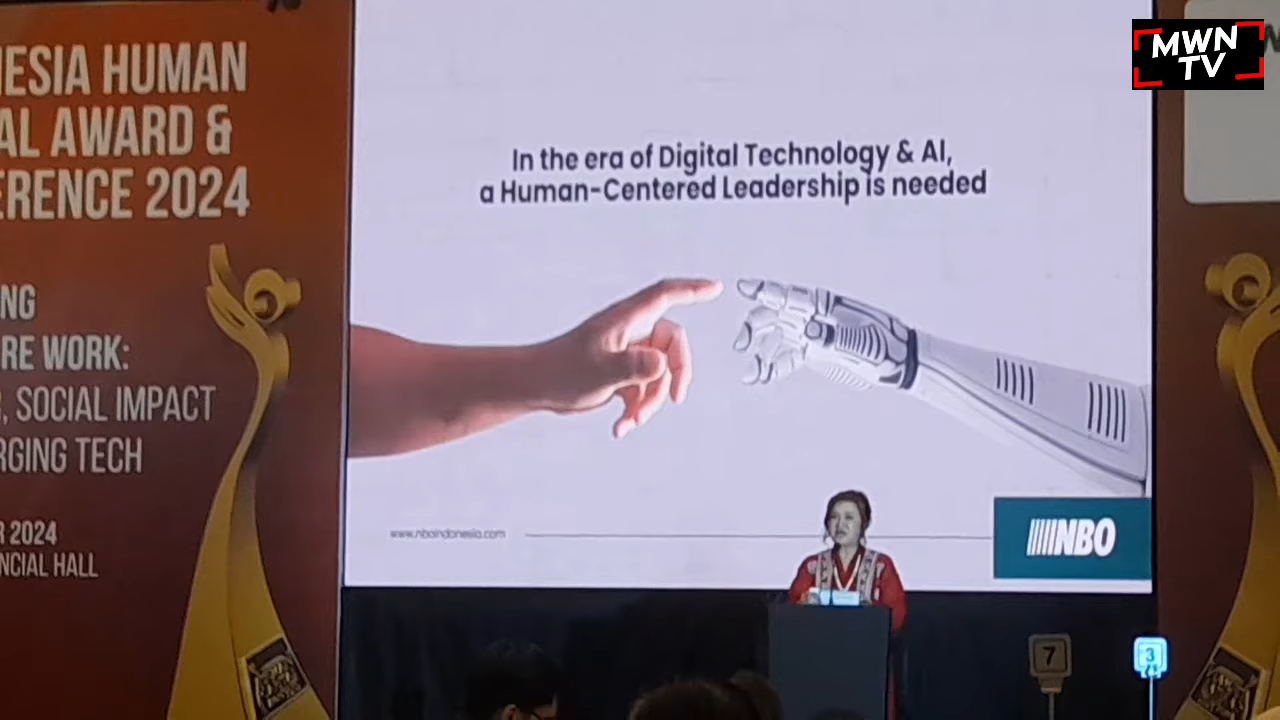 ESIA HUMAN
AL AWARD &
ERENCE 2024
NG
RE WORK:
, SOCIAL IMPACT
RGING TECH
R 2024
NCIAL HALL
In the era of Digital Technology & AI,
a Human-Centered Leadership is needed
www.nboindonesia.com
NBO
MWN
TV
7
3